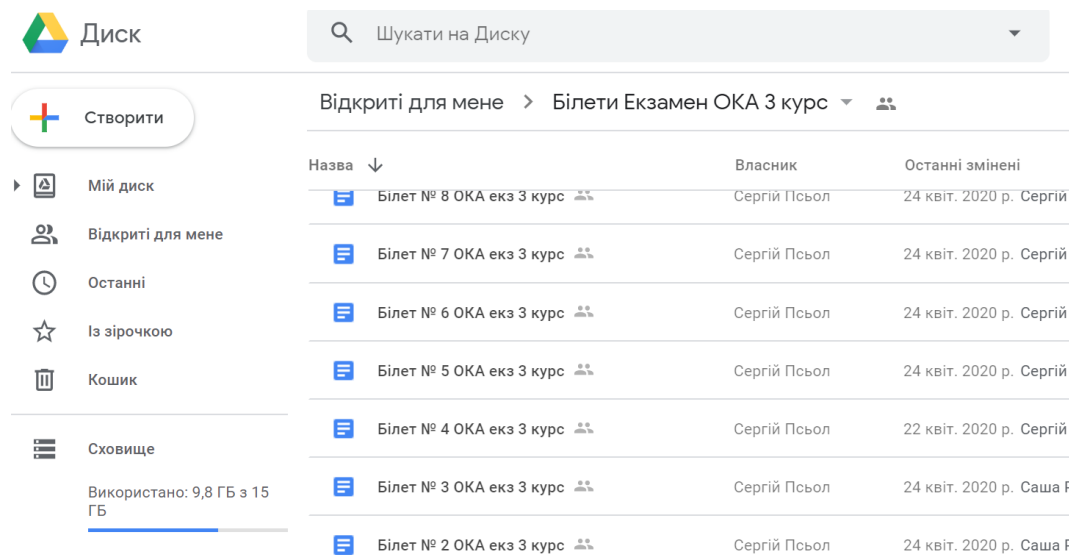 Диск
Шукати на Диску
Створити
Відкриті для мене > Білети Екзамен ОКА 3 курс
Назва Власник Останні змінені
Мій диск
Відкриті для мене
Останні
Із зірочкою
Кошик
Сховище
Використано: 9,8 ГБ з 15
ГБ
Білет № 8 ОКА екз 3 курс Сергій Псьол 24 квіт. 2020 р. Сергій
Білет № 7 ОКА екз 3 курс Сергій Псьол 24 квіт. 2020 р. Сергій
Білет № 6 ОКА екз 3 курс Сергій Псьол 24 квіт. 2020 р. Сергій
Білет № 5 ОКА екз 3 курс Сергій Псьол 24 квіт. 2020 р. Сергій
Білет № 4 ОКА екз 3 курс Сергій Псьол 22 квіт. 2020 р. Сергій
Білет № 3 ОКА екз 3 курс Сергій Псьол 24 квіт. 2020 р. Саша
Білет № 2 ОКА екз 3 курс Сергій Псьол 24 квіт. 2020 р. Саша